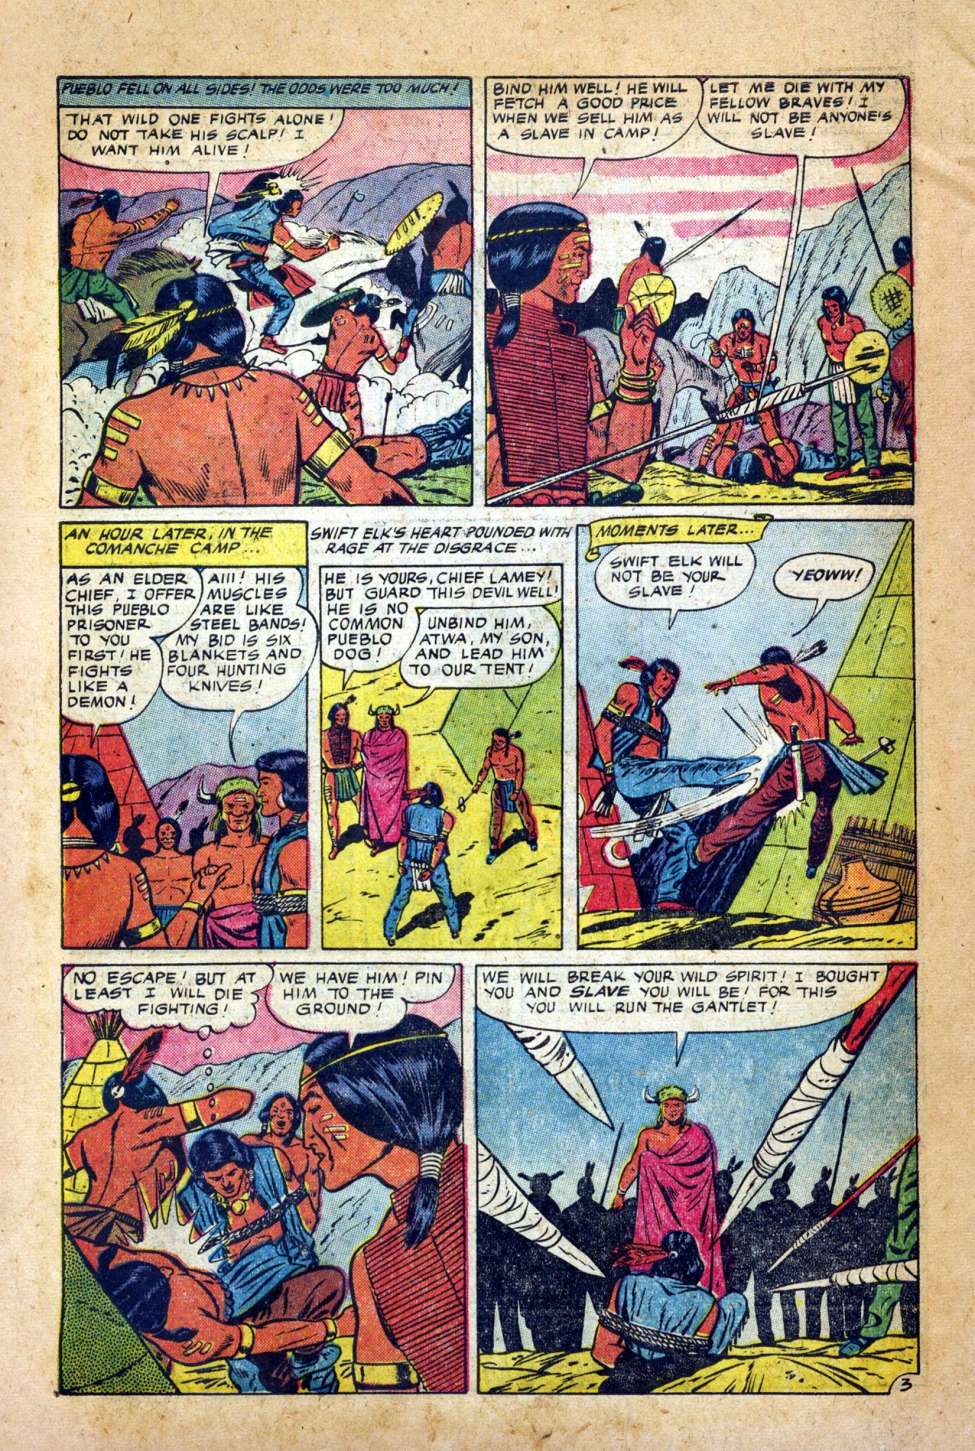 PUEBLO FELL ON ALL SIDES! THE ODDS WERE TOO MUCH!
THAT WILD ONE FIGHTS ALONE!
DO NOT TAKE HIS SCALP! I
WANT HIM ALIVE!
BIND HIM WELL! HE WILL
FETCH A GOOD PRICE
WHEN WE SELL HIM AS
A SLAVE IN CAMP!
LET ME DIE WITH MY
FELLOW BRAVES! I
WILL NOT BE ANYONE'S
SLAVE!
AN HOUR LATER, IN THE
COMANCHE CAMP...
AS AN ELDER
CHIEF, I OFFER
THIS PUEBLO
PRISONER
TO YOU
FIRST! HE
FIGHTS
LIKE A
DEMON!
AIII! HIS
MUSCLES
ARE LIKE
STEEL BANDS!
MY BID IS SIX
BLANKETS AND
FOUR HUNTING
KNIVES!
SWIFT ELK'S HEART POUNDED WITH
RAGE AT THE DISGRACE...
HE IS YOURS, CHIEF LAMEY!
BUT GUARD THIS DEVIL WELL!
HE IS NO
COMMON
PUEBLO
DOG!
UNBIND HIM,
ATWA, MY SON,
AND LEAD HIM
TO OUR TENT!
MOMENTS LATER...
SWIFT ELK WILL
NOT BE YOUR
SLAVE!
YEOWW!
NO ESCAPE! BUT AT
LEAST I WILL DIE
FIGHTING!
WE HAVE HIM! PIN
HIM TO THE
GROUND!
WE WILL BREAK YOUR WILD SPIRIT! I BOUGHT
YOU AND SLAVE YOU WILL BE! FOR THIS
YOU WILL RUN THE GANTLET!
3